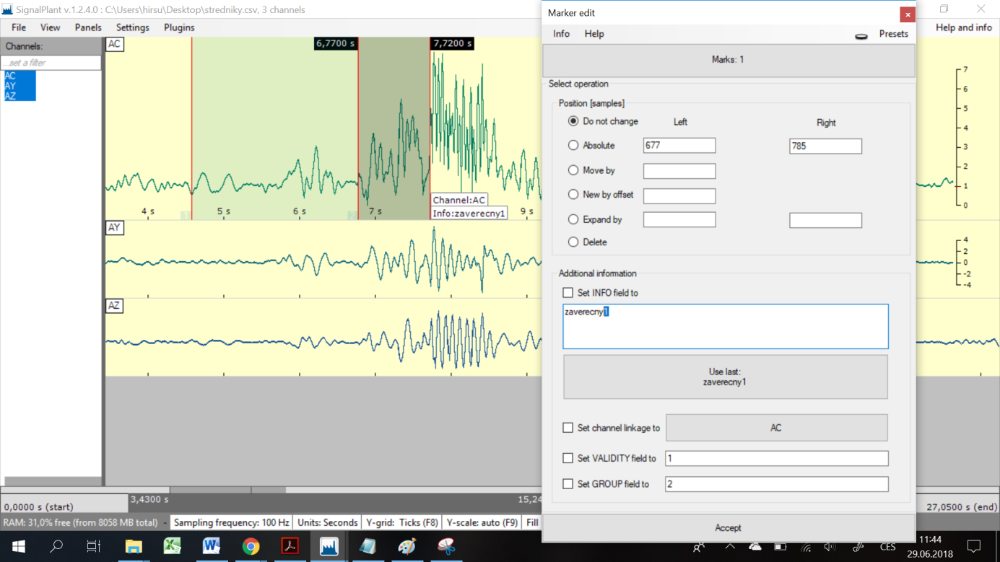 SignalPlant v.1.2.4.0 : C:\Users\hirsu\Desktop\stredniky.csv, 3 channels
File View Panels Settings Plugins Help and info
Channels:
...set a filter
AC
AY
AZ
AC
6,7700 s 7,7200 s
Channel:AC
Info:zaverecny1
4 s 5 s 6 s 7 s 9 s
1 2
7
6
5
4
3
2
1
0
AY
4
2
0
-2
-4
AZ
Marker edit
Info Help Presets
Marks: 1
Select operation
Position [samples]
Do not change Left Right
Absolute 677 785
Move by
New by offset
Expand by
Delete
Additional information
Set INFO field to
zaverecny1
Use last:
zaverecny1
Set channel linkage to AC
Set VALIDITY field to 1
Set GROUP field to 2
Accept
0,0000 s (start) 3,4300 s 15,24 27,0500 s (end)
RAM: 31,0% free (from 8058 MB total) - Sampling frequency: 100 Hz Units: Seconds Y-grid: Ticks (F8) Y-scale: auto (F9) Fill
CES
11:44
29.06.2018